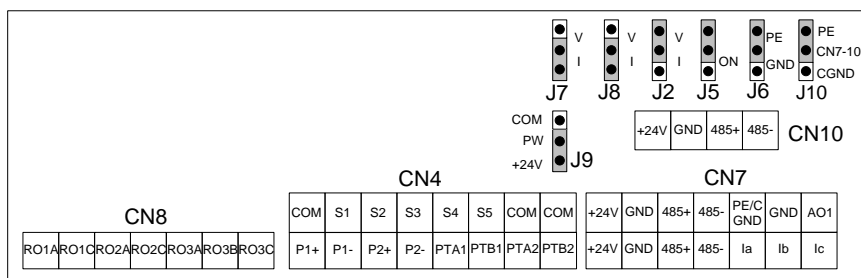 V V V PE PE
I I I ON GND CN7-10
CGND
J7 J8 J2 J5 J6 J10
COM
PW
+24V
J9
+24V GND 485+ 485- CN10
CN8 CN4 CN7
COM S1 S2 S3 S4 S5 COM COM
P1+ P1- P2+ P2- PTA1 PTB1 PTA2 PTB2
+24V GND 485+ 485- PE/C GND GND AO1
+24V GND 485+ 485- Ia Ib Ic
RO1A RO1C RO2A RO2C RO3A RO3B RO3C